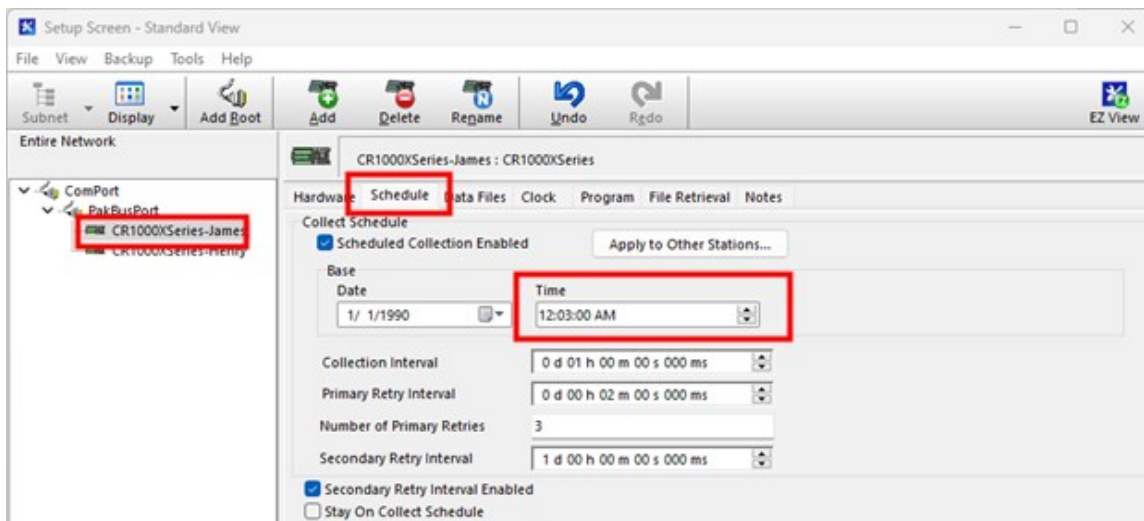 Setup Screen - Standard View
File View Backup Tools Help
Subnet Display Add Root Add Delete Rename Undo Redo EZ View
Entire Network
CR1000XSeries-James : CR1000XSeries
ComPort
PakBusPort
CR1000XSeries-James
CR1000XSeries-Henry
Hardware Schedule Data Files Clock Program File Retrieval Notes
Collect Schedule
Scheduled Collection Enabled Apply to Other Stations...
Base
Date Time
1/ 1/1990 12:03:00 AM
Collection Interval 0 d 01 h 00 m 00 s 000 ms
Primary Retry Interval 0 d 00 h 02 m 00 s 000 ms
Number of Primary Retries 3
Secondary Retry Interval 1 d 00 h 00 m 00 s 000 ms
Secondary Retry Interval Enabled
Stay On Collect Schedule